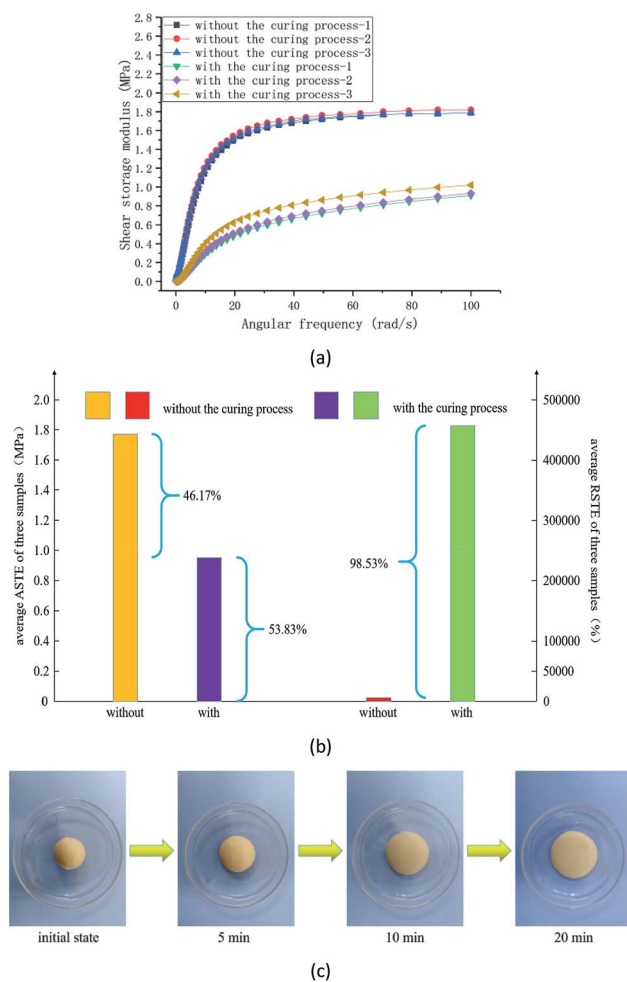 without the curing process-1
without the curing process-2
without the curing process-3
with the curing process-1
with the curing process-2
with the curing process-3
Shear storage modulus (MPa)
2.8
2.6
2.4
2.2
2.0
1.8
1.6
1.4
1.2
1.0
0.8
0.6
0.4
0.2
0.0
0 20 40 60 80 100
Angular frequency (rad/s)
(a)
without the curing process
with the curing process
average ASTE of three samples（MPa）
2.0
1.8
1.6
1.4
1.2
1.0
0.8
0.6
0.4
0.2
0
46.17%
53.83%
98.53%
500000
400000
300000
200000
100000
50000
0
average RSTE of three samples（%）
without with without with
(b)
initial state 5 min 10 min 20 min
(c)